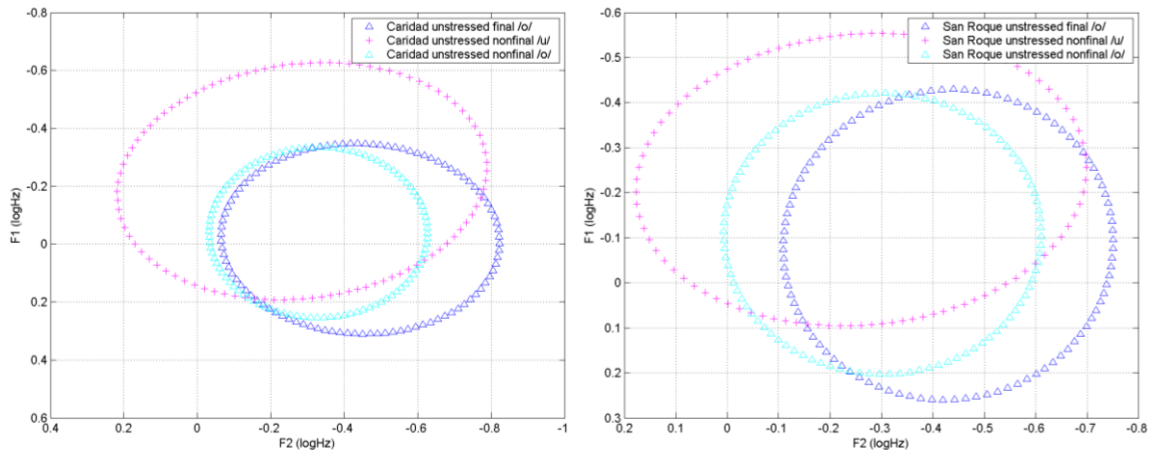 -0.8
-0.6
-0.4
-0.2
0
0.2
0.4
0.6
F1 (logHz)
0.4 0.2 0 -0.2 -0.4 -0.6 -0.8 -1
F2 (logHz)
Caridad unstressed final /o/
Caridad unstressed nonfinal /u/
Caridad unstressed nonfinal /o/
-0.6
-0.5
-0.4
-0.3
-0.2
-0.1
0
0.1
0.2
0.3
F1 (logHz)
0.2 0.1 0 -0.1 -0.2 -0.3 -0.4 -0.5 -0.6 -0.7 -0.8
F2 (logHz)
San Roque unstressed final /o/
San Roque unstressed nonfinal /u/
San Roque unstressed nonfinal /o/